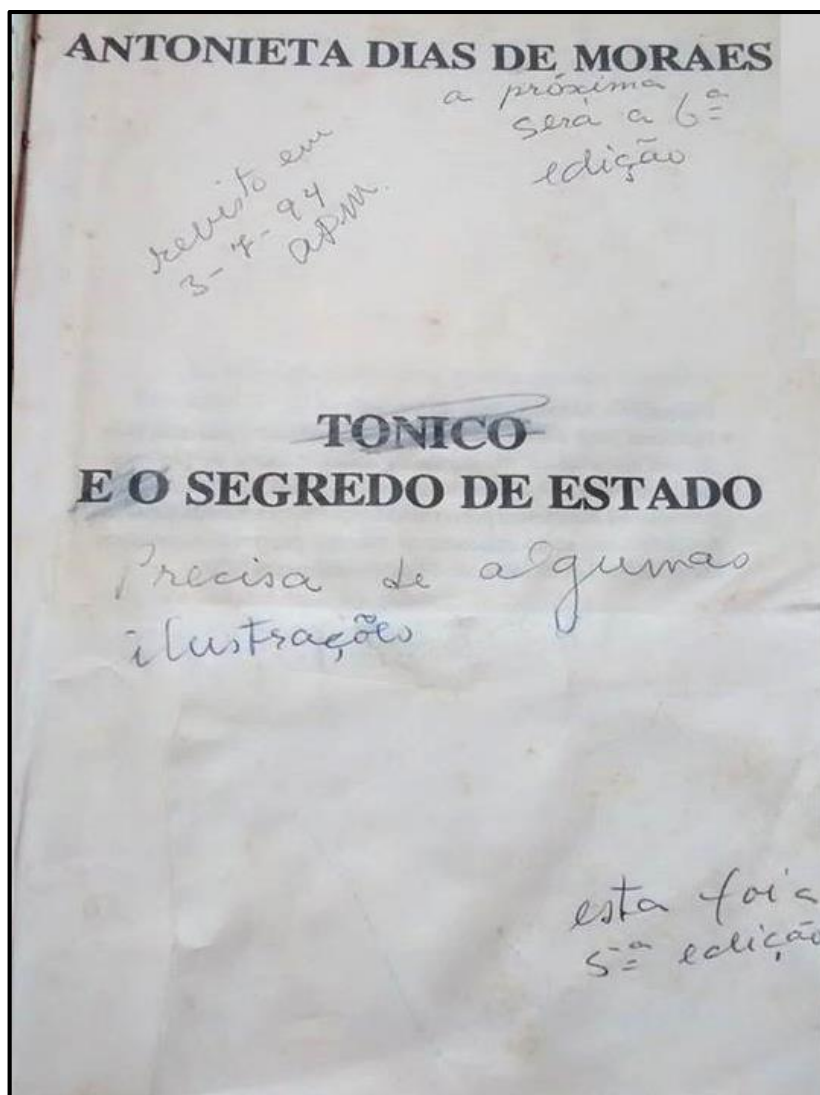 ANTONIETA DIAS DE MORAES
a próxima
será a 6ª
edição
revisto em
3-7-94
ADM.
TONICO
E O SEGREDO DE ESTADO
Precisa de algumas
ilustrações
esta foi a
5ª edição